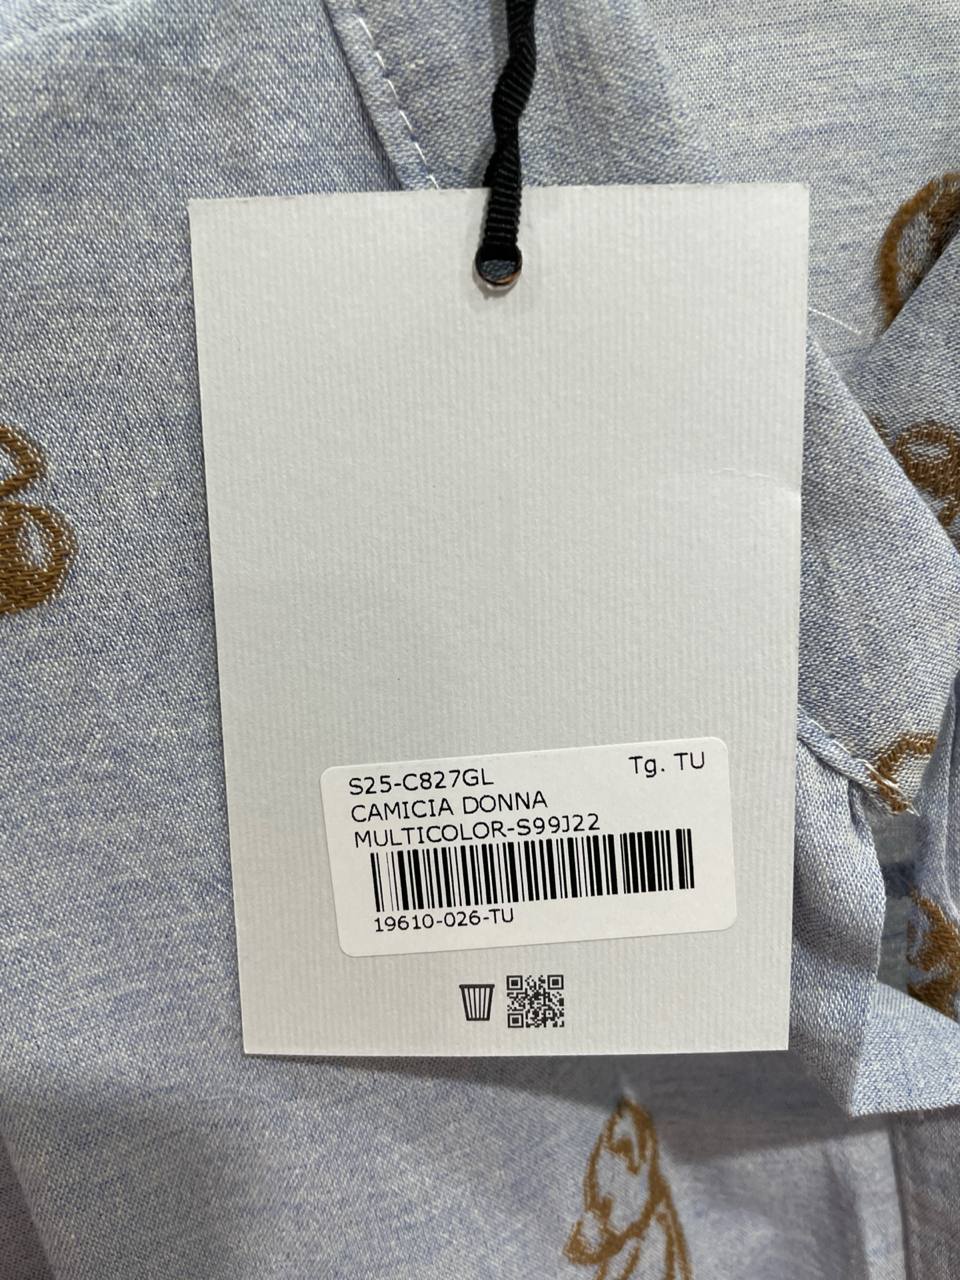 S25-C827GL Tg. TU
CAMICIA DONNA
MULTICOLOR-S99J22
19610-026-TU